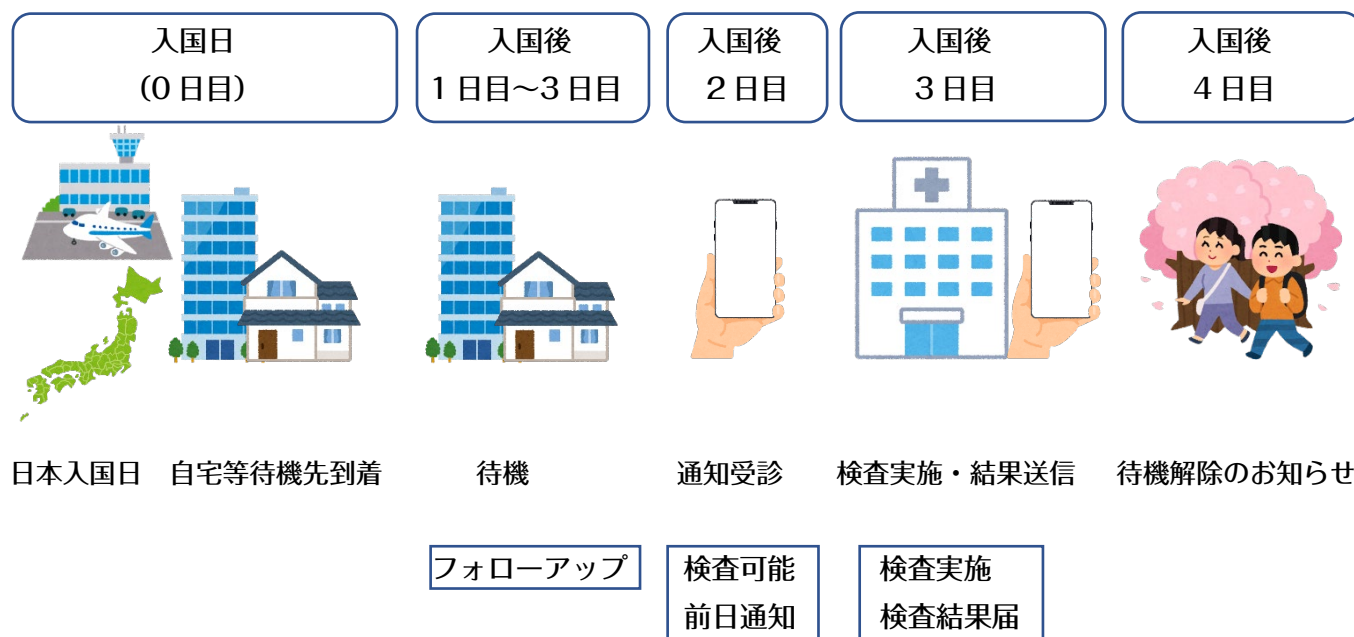 入国日
(0 日目)
入国後
1 日目〜3 日目
入国後
2 日目
入国後
3 日目
入国後
4 日目
日本入国日
自宅等待機先到着
待機
通知受診
検査実施・結果送信
待機解除のお知らせ
フォローアップ
検査可能
前日通知
検査実施
検査結果届